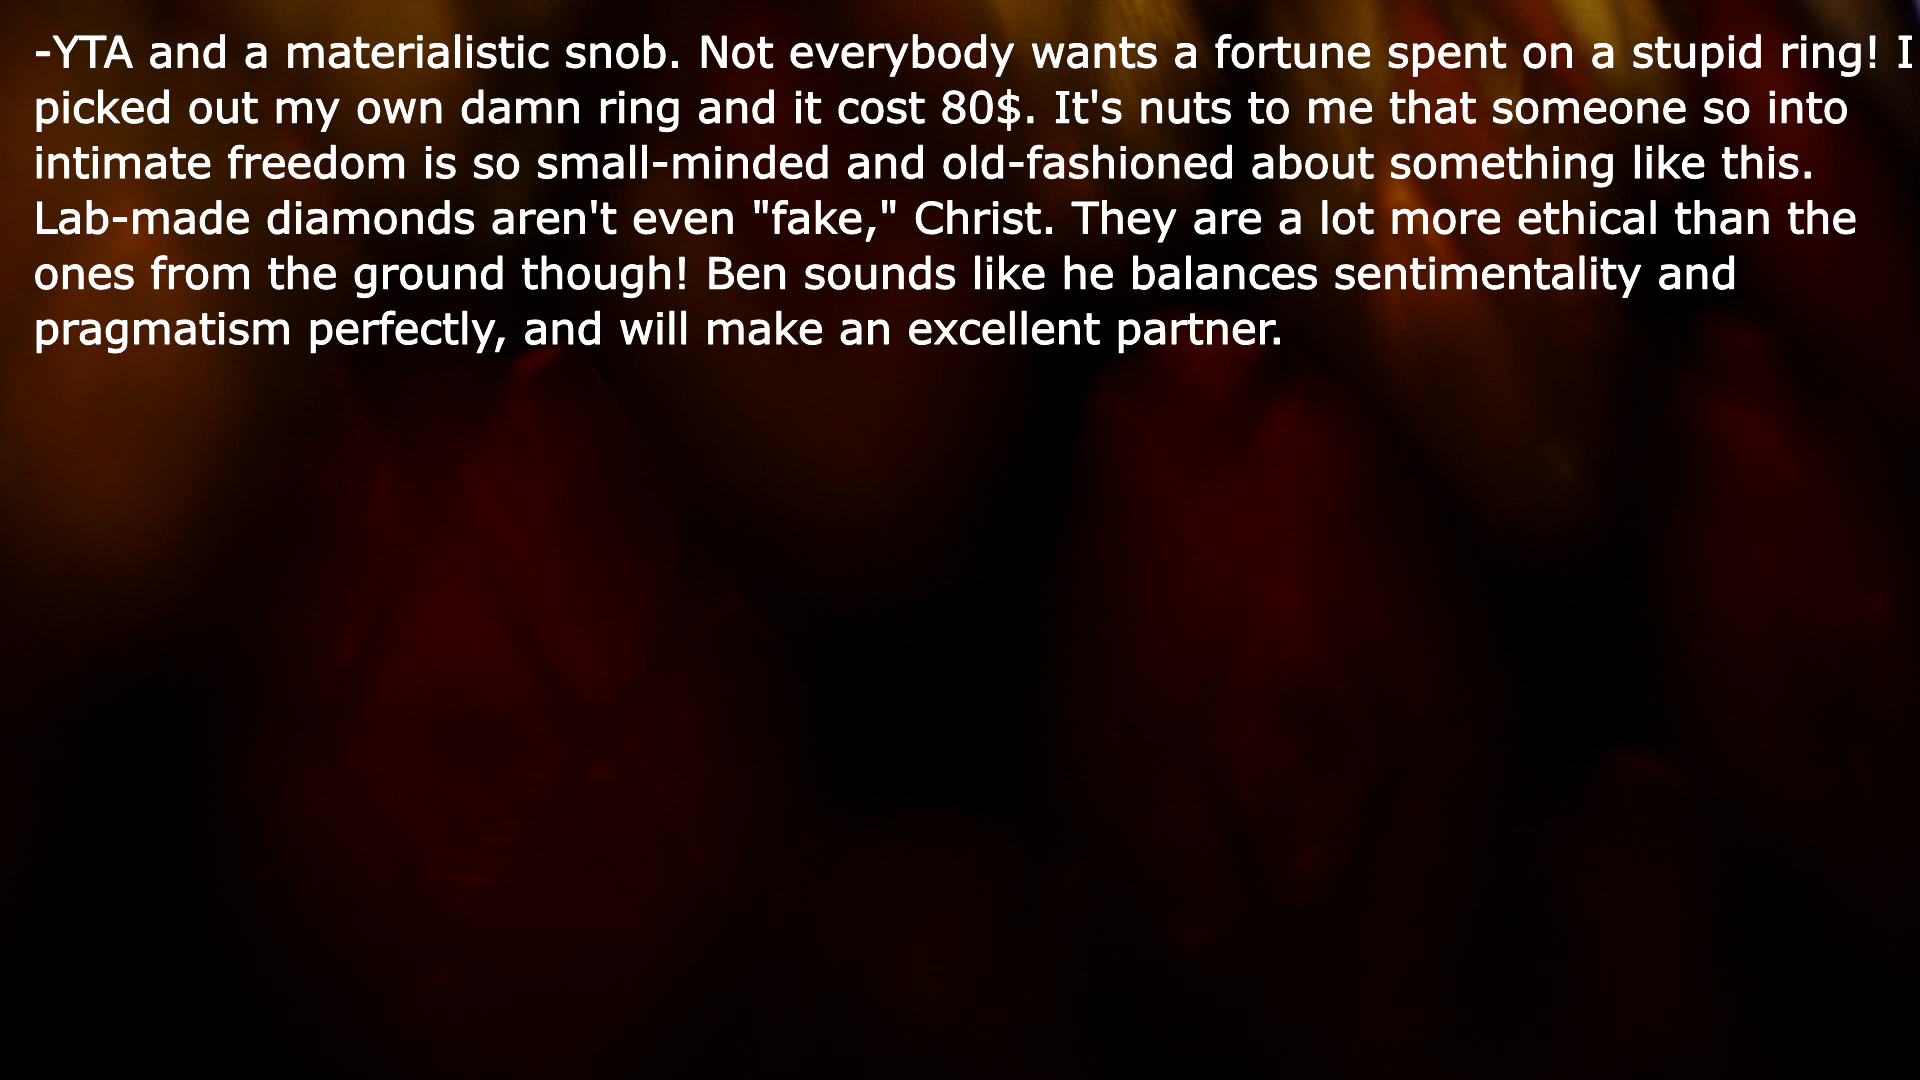 -YTA and a materialistic snob. Not everybody wants a fortune spent on a stupid ring! I
picked out my own damn ring and it cost 80$. It's nuts to me that someone so into
intimate freedom is so small-minded and old-fashioned about something like this.
Lab-made diamonds aren't even "fake," Christ. They are a lot more ethical than the
ones from the ground though! Ben sounds like he balances sentimentality and
pragmatism perfectly, and will make an excellent partner.